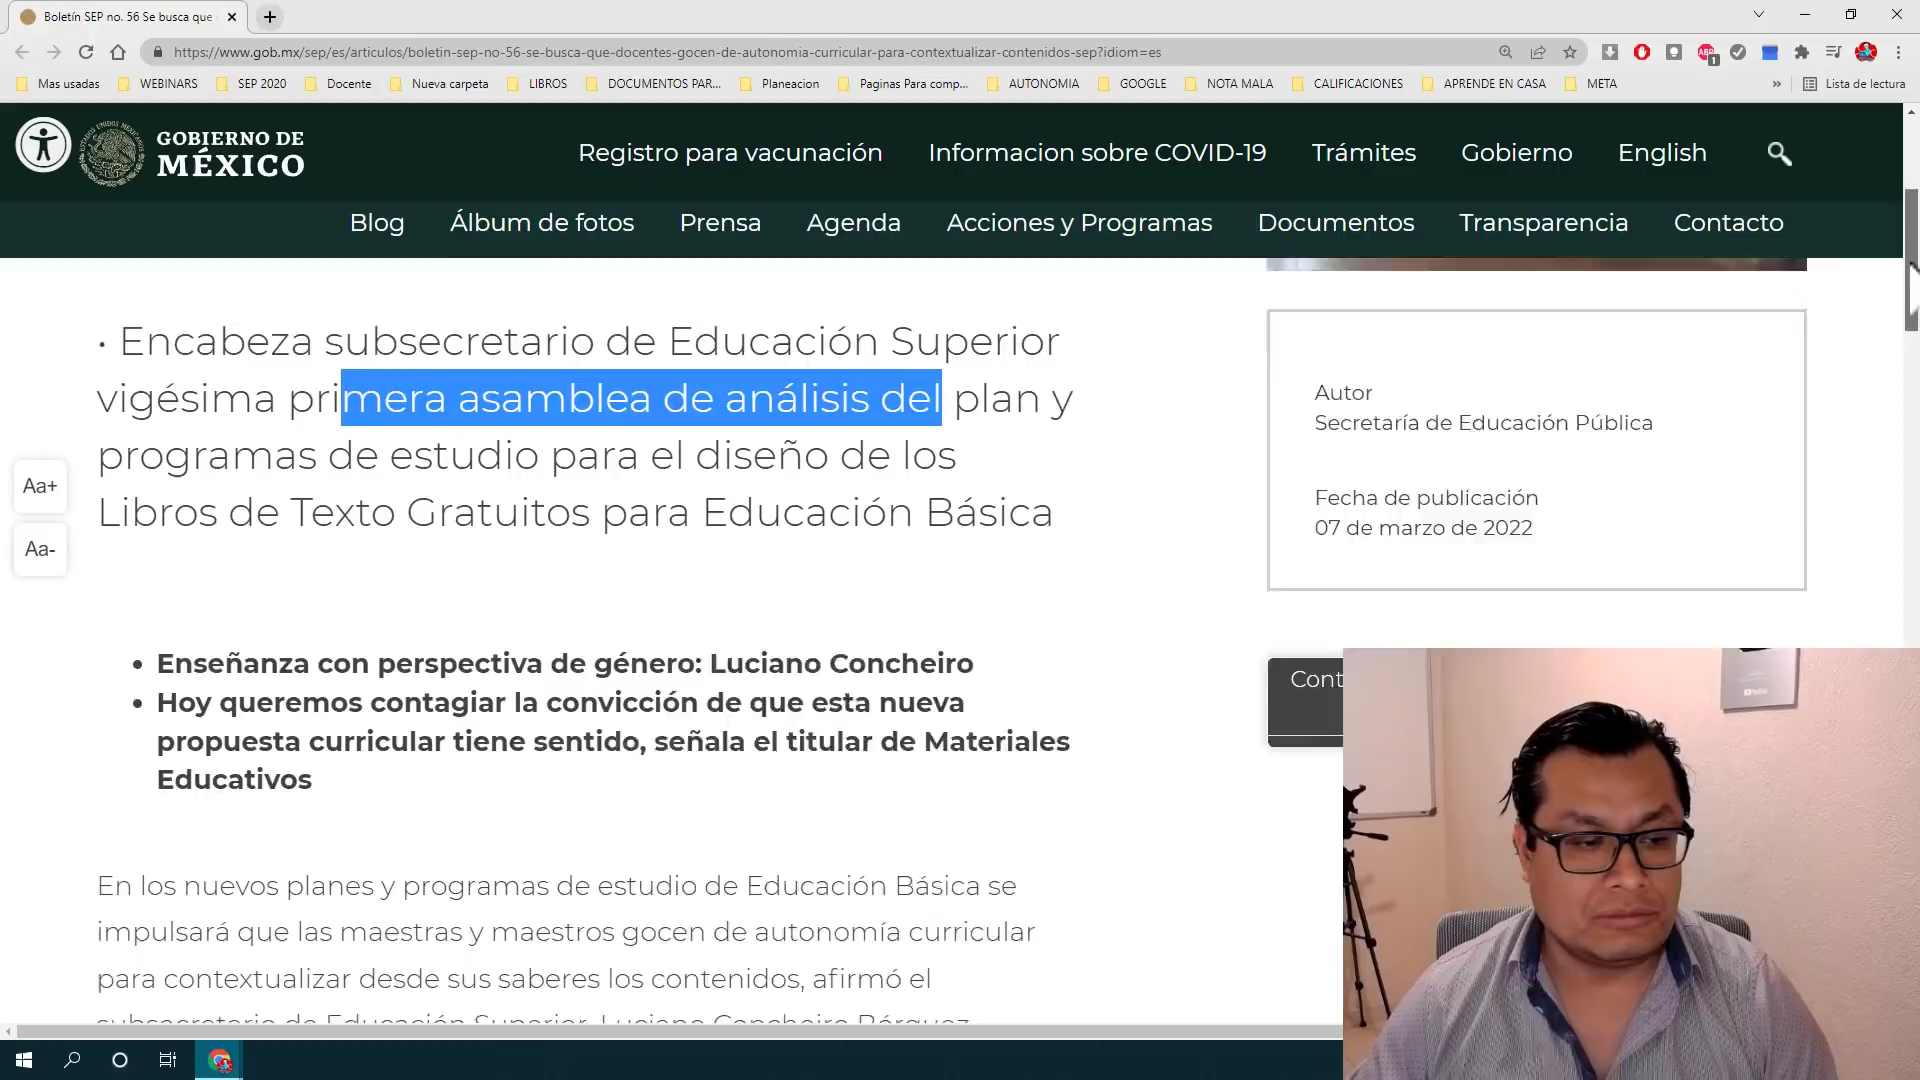 Boletín SEP no. 56 Se busca que
https://www.gob.mx/sep/es/articulos/boletin-sep-no-56-se-busca-que-docentes-gocen-de-autonomia-curricular-para-contextualizar-contenidos-sep?idiom=es
ABP
1
Mas usadas
WEBINARS
SEP 2020
Docente
Nueva carpeta
LIBROS
DOCUMENTOS PAR...
Planeacion
Paginas Para comp...
AUTONOMIA
GOOGLE
NOTA MALA
CALIFICACIONES
APRENDE EN CASA
META
»
Lista de lectura
GOBIERNO DE
MÉXICO
Registro para vacunación
Informacion sobre COVID-19
Trámites
Gobierno
English
Blog
Álbum de fotos
Prensa
Agenda
Acciones y Programas
Documentos
Transparencia
Contacto
· Encabeza subsecretario de Educación Superior
vigésima primera asamblea de análisis del plan y
programas de estudio para el diseño de los
Libros de Texto Gratuitos para Educación Básica
Aa+
Aa-
Autor
Secretaría de Educación Pública
Fecha de publicación
07 de marzo de 2022
• Enseñanza con perspectiva de género: Luciano Concheiro
• Hoy queremos contagiar la convicción de que esta nueva
propuesta curricular tiene sentido, señala el titular de Materiales
Educativos
Cont
En los nuevos planes y programas de estudio de Educación Básica se
impulsará que las maestras y maestros gocen de autonomía curricular
para contextualizar desde sus saberes los contenidos, afirmó el
subsecretario de Educación Superior, Luciano Concheiro Bórquez